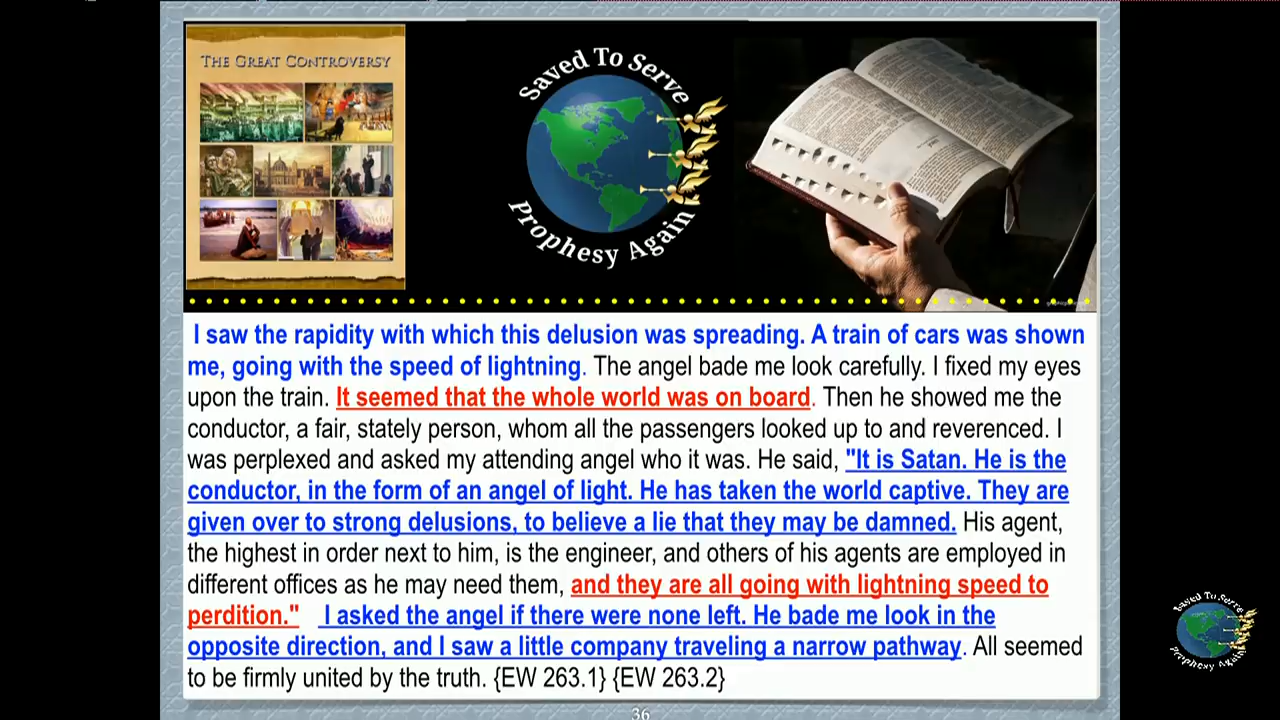 THE GREAT CONTROVERSY
Saved To Serve
Prophesy Again
I saw the rapidity with which this delusion was spreading. A train of cars was shown
me, going with the speed of lightning. The angel bade me look carefully. I fixed my eyes
upon the train. It seemed that the whole world was on board. Then he showed me the
conductor, a fair, stately person, whom all the passengers looked up to and reverenced. I
was perplexed and asked my attending angel who it was. He said, "It is Satan. He is the
conductor, in the form of an angel of light. He has taken the world captive. They are
given over to strong delusions, to believe a lie that they may be damned. His agent,
the highest in order next to him, is the engineer, and others of his agents are employed in
different offices as he may need them, and they are all going with lightning speed to
perdition." I asked the angel if there were none left. He bade me look in the
opposite direction, and I saw a little company traveling a narrow pathway. All seemed
to be firmly united by the truth. {EW 263.1} {EW 263.2}
36
Saved To Serve
Prophesy Again